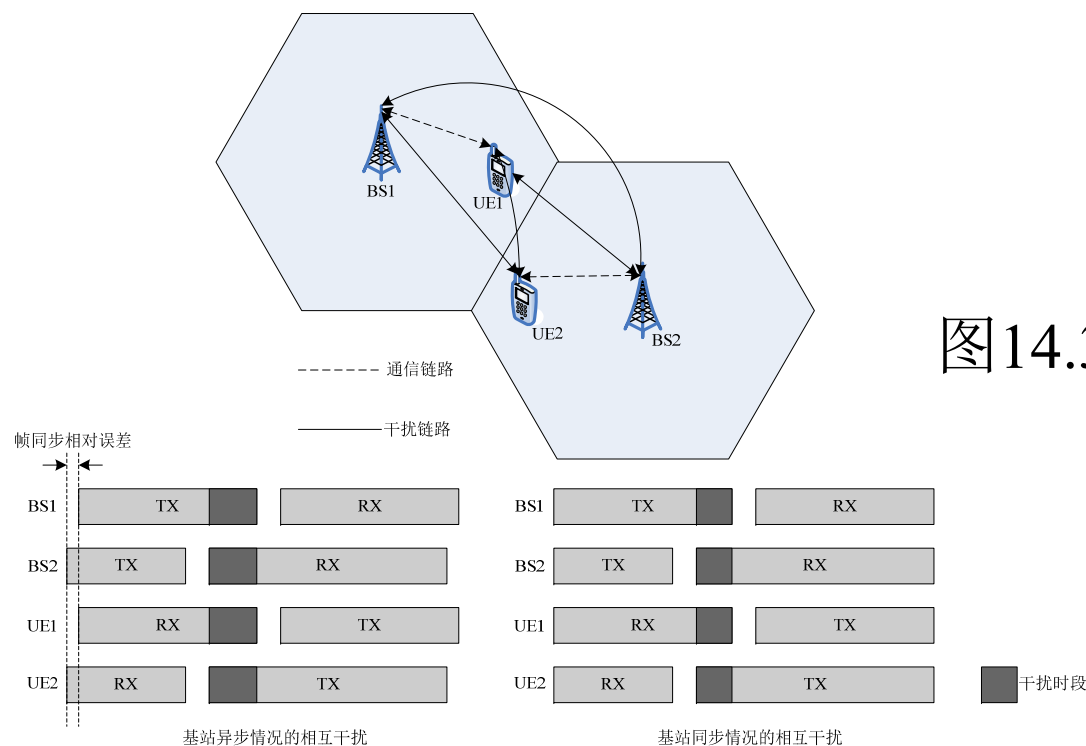 BS1
UE1
UE2
BS2
通信链路
干扰链路
图14.
帧同步相对误差
BS1 TX RX
BS2 TX RX
UE1 RX TX
UE2 RX TX
基站异步情况的相互干扰
BS1 TX RX
BS2 TX RX
UE1 RX TX
UE2 RX TX
干扰时段
基站同步情况的相互干扰